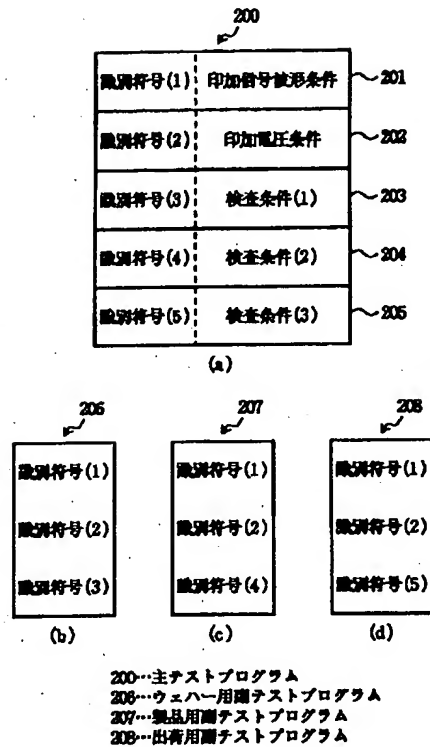 200
識別符号(1) 印加信号波形条件 201
識別符号(2) 印加電圧条件 202
識別符号(3) 検査条件(1) 203
識別符号(4) 検査条件(2) 204
識別符号(5) 検査条件(3) 205
(a)
206 207 208
識別符号(1) 識別符号(1) 識別符号(1)
識別符号(2) 識別符号(2) 識別符号(2)
識別符号(3) 識別符号(4) 識別符号(5)
(b) (c) (d)
200…主テストプログラム
206…ウェハー用副テストプログラム
207…製品用副テストプログラム
208…出荷用副テストプログラム